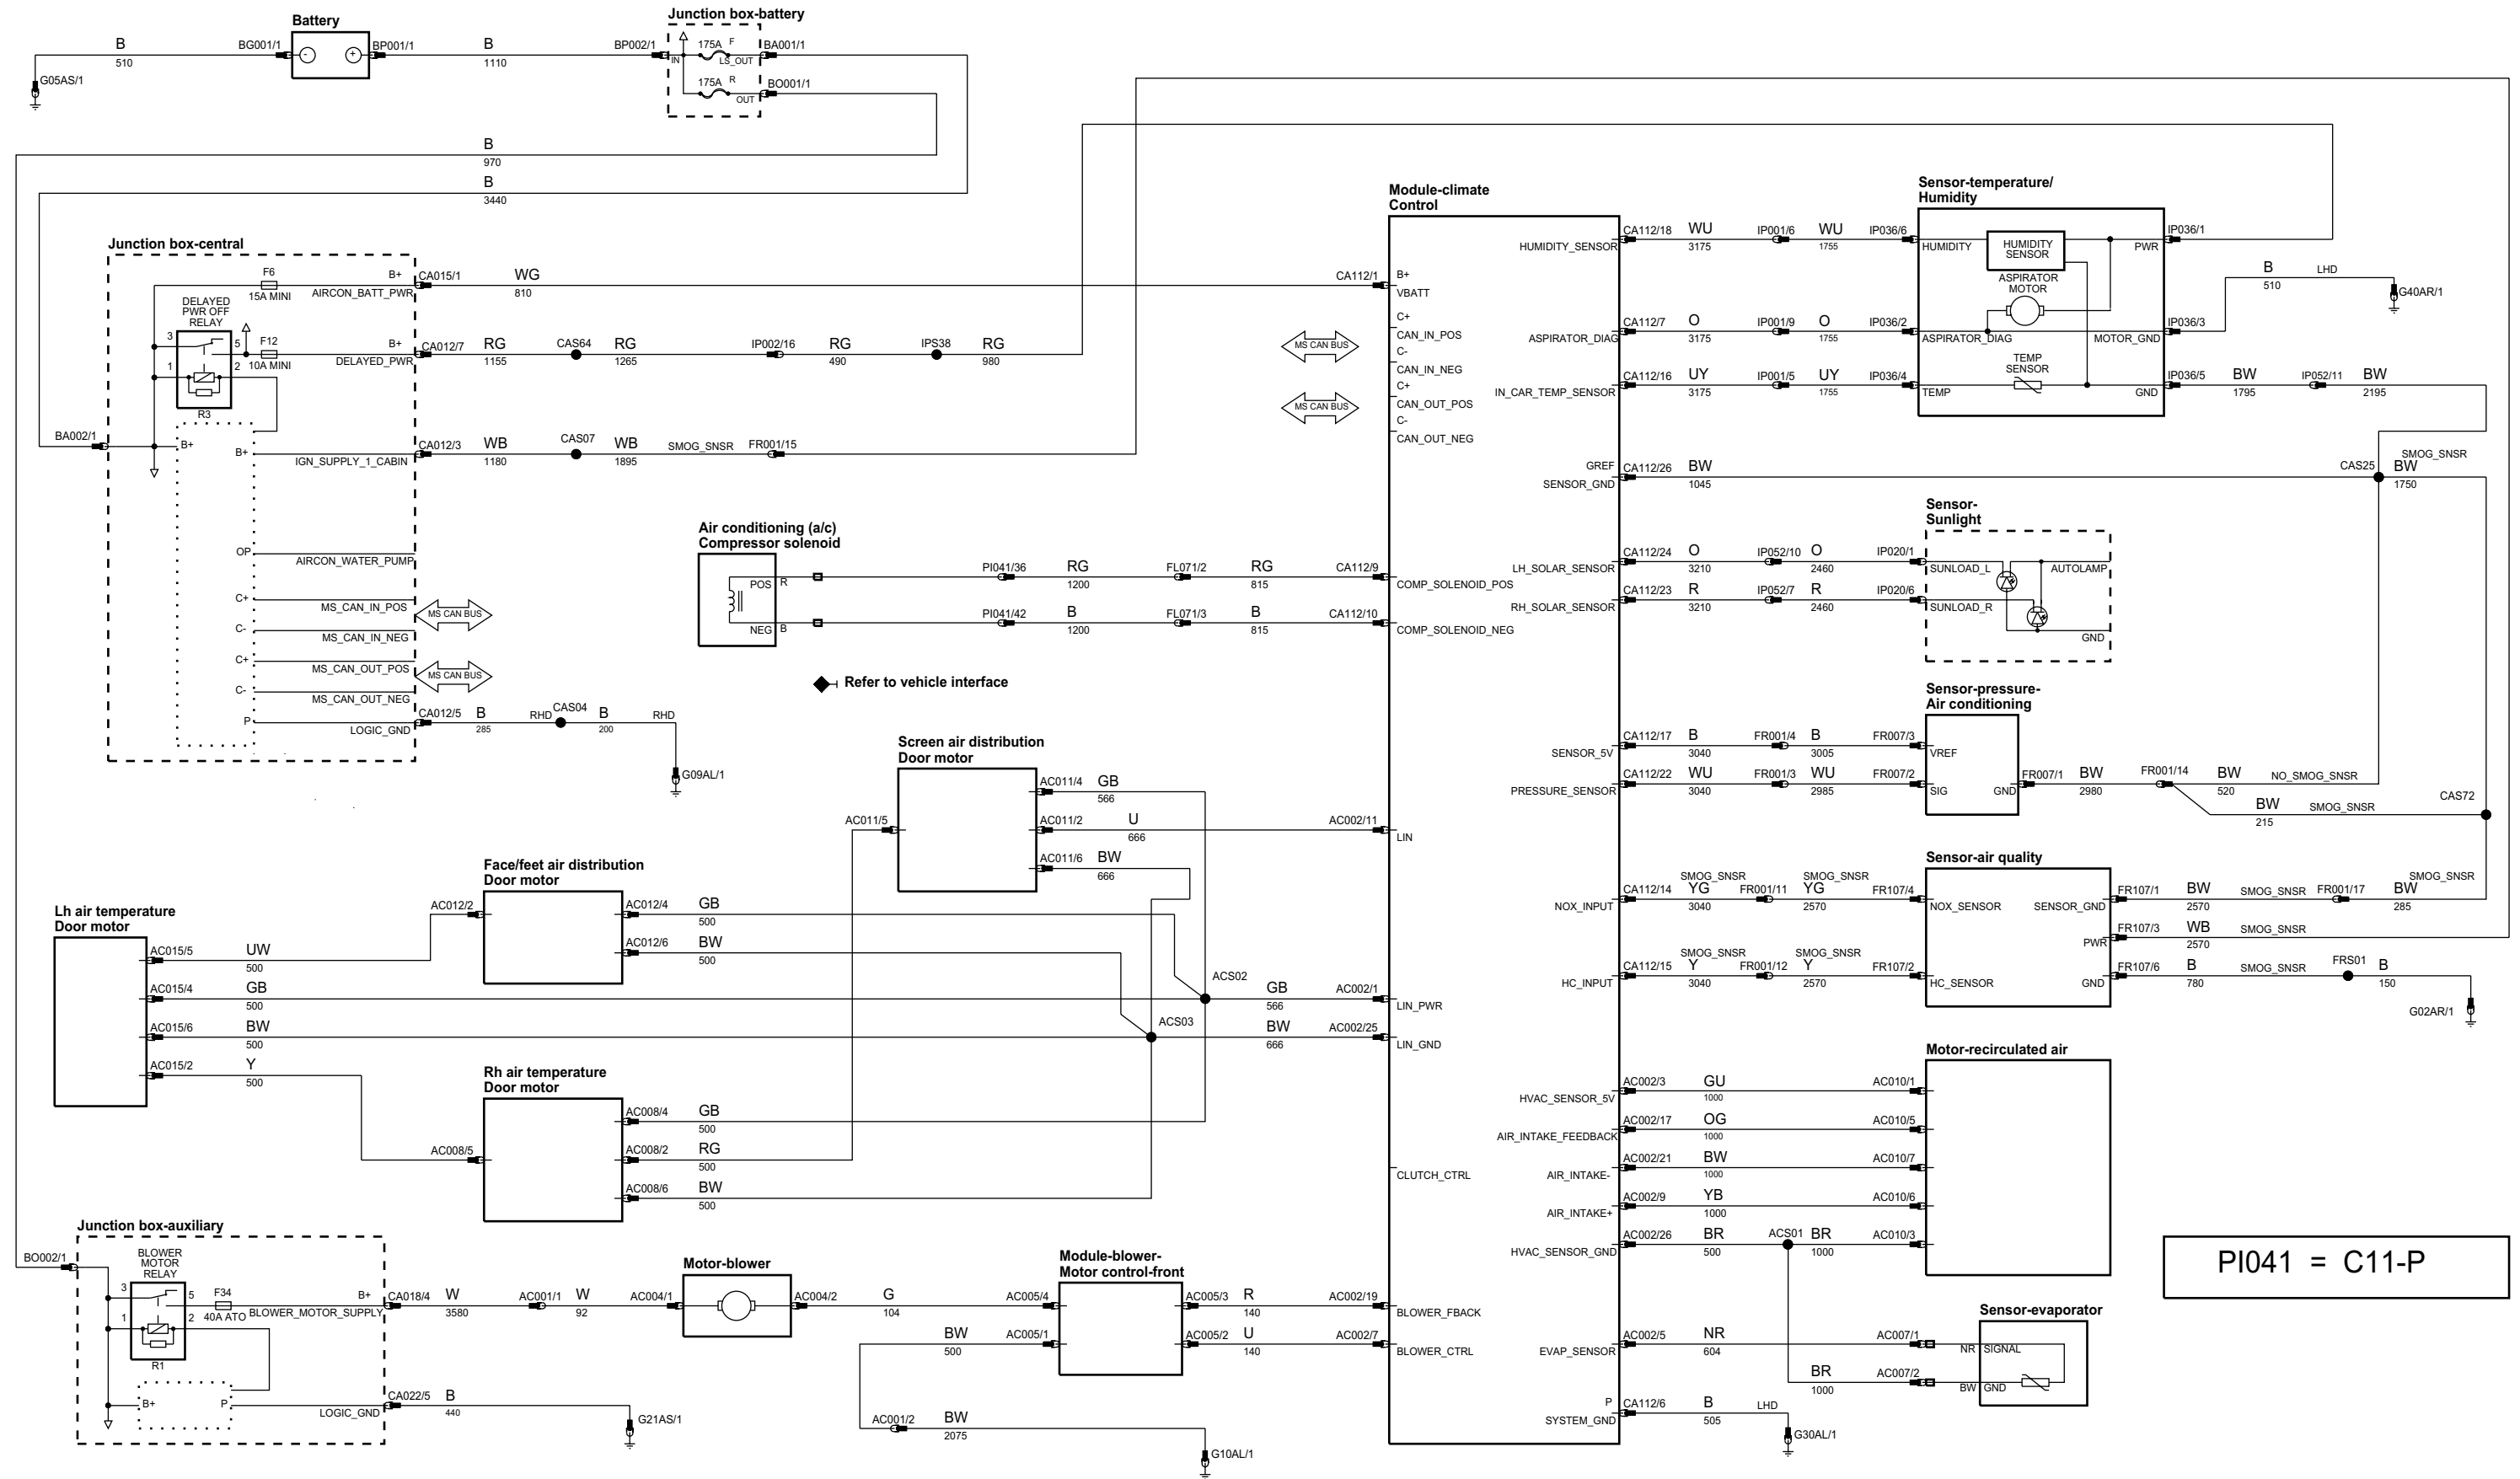 Battery
Junction box-battery
B
510
BG001/1
-
+
BP001/1
B
1110
BP002/1
IN
175A F
LS_OUT
BA001/1
175A R
OUT
BO001/1
G05AS/1
B
970
B
3440
Junction box-central
F6
15A MINI
B+
AIRCON_BATT_PWR
CA015/1
WG
810
CA112/1
DELAYED
PWR OFF
RELAY
3
5
1
2
R3
F12
10A MINI
B+
DELAYED_PWR
CA012/7
RG
1155
CAS64
RG
1265
IP002/16
RG
490
IPS38
RG
980
BA002/1
B+
B+
IGN_SUPPLY_1_CABIN
CA012/3
WB
1180
CAS07
WB
1895
SMOG_SNSR
FR001/15
OP
AIRCON_WATER_PUMP
C+
MS_CAN_IN_POS
C-
MS_CAN_IN_NEG
MS CAN BUS
C+
MS_CAN_OUT_POS
C-
MS_CAN_OUT_NEG
MS CAN BUS
P
LOGIC_GND
CA012/5
B
285
RHD
CAS04
B
200
RHD
G09AL/1
Air conditioning (a/c)
Compressor solenoid
POS
R
NEG
B
PI041/36
RG
1200
FL071/2
RG
815
CA112/9
PI041/42
B
1200
FL071/3
B
815
CA112/10
Refer to vehicle interface
Screen air distribution
Door motor
AC011/5
AC011/4
GB
566
AC011/2
U
666
AC002/11
AC011/6
BW
666
Face/feet air distribution
Door motor
AC012/2
AC012/4
GB
500
AC012/6
BW
500
Lh air temperature
Door motor
AC015/5
UW
500
AC015/4
GB
500
AC015/6
BW
500
AC015/2
Y
500
ACS02
GB
566
AC002/1
ACS03
BW
666
AC002/25
Rh air temperature
Door motor
AC008/5
AC008/4
GB
500
AC008/2
RG
500
AC008/6
BW
500
Junction box-auxiliary
BO002/1
BLOWER
MOTOR
RELAY
3
5
1
2
R1
F34
40A ATO
B+
BLOWER_MOTOR_SUPPLY
CA018/4
W
3580
AC001/1
W
92
AC004/1
Motor-blower
AC004/2
G
104
AC005/4
Module-blower-
Motor control-front
AC005/3
R
140
AC002/19
BW
500
AC005/1
AC005/2
U
140
AC002/7
B+
P
LOGIC_GND
CA022/5
B
440
G21AS/1
AC001/2
BW
2075
G10AL/1
Module-climate
Control
B+
VBATT
C+
CAN_IN_POS
C-
CAN_IN_NEG
MS CAN BUS
C+
CAN_OUT_POS
C-
CAN_OUT_NEG
MS CAN BUS
COMP_SOLENOID_POS
COMP_SOLENOID_NEG
LIN
LIN_PWR
LIN_GND
CLUTCH_CTRL
BLOWER_FBACK
BLOWER_CTRL
HUMIDITY_SENSOR
CA112/18
WU
3175
IP001/6
WU
1755
IP036/6
ASPIRATOR_DIAG
CA112/7
O
3175
IP001/9
O
1755
IP036/2
IN_CAR_TEMP_SENSOR
CA112/16
UY
3175
IP001/5
UY
1755
IP036/4
Sensor-temperature/
Humidity
HUMIDITY
HUMIDITY
SENSOR
PWR
IP036/1
ASPIRATOR
MOTOR
ASPIRATOR_DIAG
MOTOR_GND
IP036/3
B
510
LHD
G40AR/1
TEMP
SENSOR
TEMP
GND
IP036/5
BW
1795
IP052/11
BW
2195
GREF
SENSOR_GND
CA112/26
BW
1045
CAS25
SMOG_SNSR
BW
1750
Sensor-
Sunlight
LH_SOLAR_SENSOR
CA112/24
O
3210
IP052/10
O
2460
IP020/1
SUNLOAD_L
AUTOLAMP
RH_SOLAR_SENSOR
CA112/23
R
3210
IP052/7
R
2460
IP020/6
SUNLOAD_R
GND
Sensor-pressure-
Air conditioning
SENSOR_5V
CA112/17
B
3040
FR001/4
B
3005
FR007/3
VREF
PRESSURE_SENSOR
CA112/22
WU
3040
FR001/3
WU
2985
FR007/2
SIG
GND
FR007/1
BW
2980
FR001/14
BW
520
NO_SMOG_SNSR
BW
215
SMOG_SNSR
CAS72
Sensor-air quality
NOX_INPUT
CA112/14
SMOG_SNSR
YG
3040
FR001/11
SMOG_SNSR
YG
2570
FR107/4
NOX_SENSOR
SENSOR_GND
FR107/1
BW
2570
SMOG_SNSR
FR001/17
SMOG_SNSR
BW
285
PWR
FR107/3
WB
2570
SMOG_SNSR
HC_INPUT
CA112/15
SMOG_SNSR
Y
3040
FR001/12
SMOG_SNSR
Y
2570
FR107/2
HC_SENSOR
GND
FR107/6
B
780
SMOG_SNSR
FRS01
B
150
G02AR/1
Motor-recirculated air
HVAC_SENSOR_5V
AC002/3
GU
1000
AC010/1
AIR_INTAKE_FEEDBACK
AC002/17
OG
1000
AC010/5
AIR_INTAKE-
AC002/21
BW
1000
AC010/7
AIR_INTAKE+
AC002/9
YB
1000
AC010/6
HVAC_SENSOR_GND
AC002/26
BR
500
ACS01
BR
1000
AC010/3
Sensor-evaporator
EVAP_SENSOR
AC002/5
NR
604
AC007/1
NR
SIGNAL
BR
1000
AC007/2
BW
GND
P
SYSTEM_GND
CA112/6
B
505
LHD
G30AL/1
PI041 = C11-P